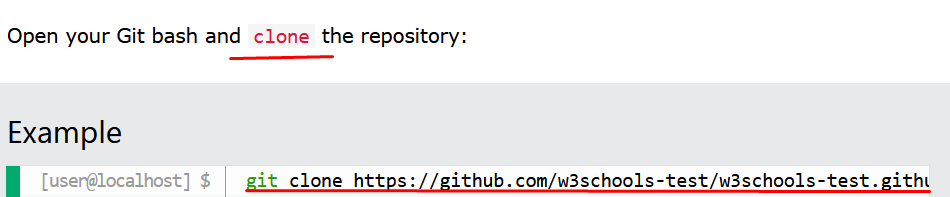 Open your Git bash and clone the repository:
Example
[user@localhost] $ git clone https://github.com/w3schools-test/w3schools-test.githu